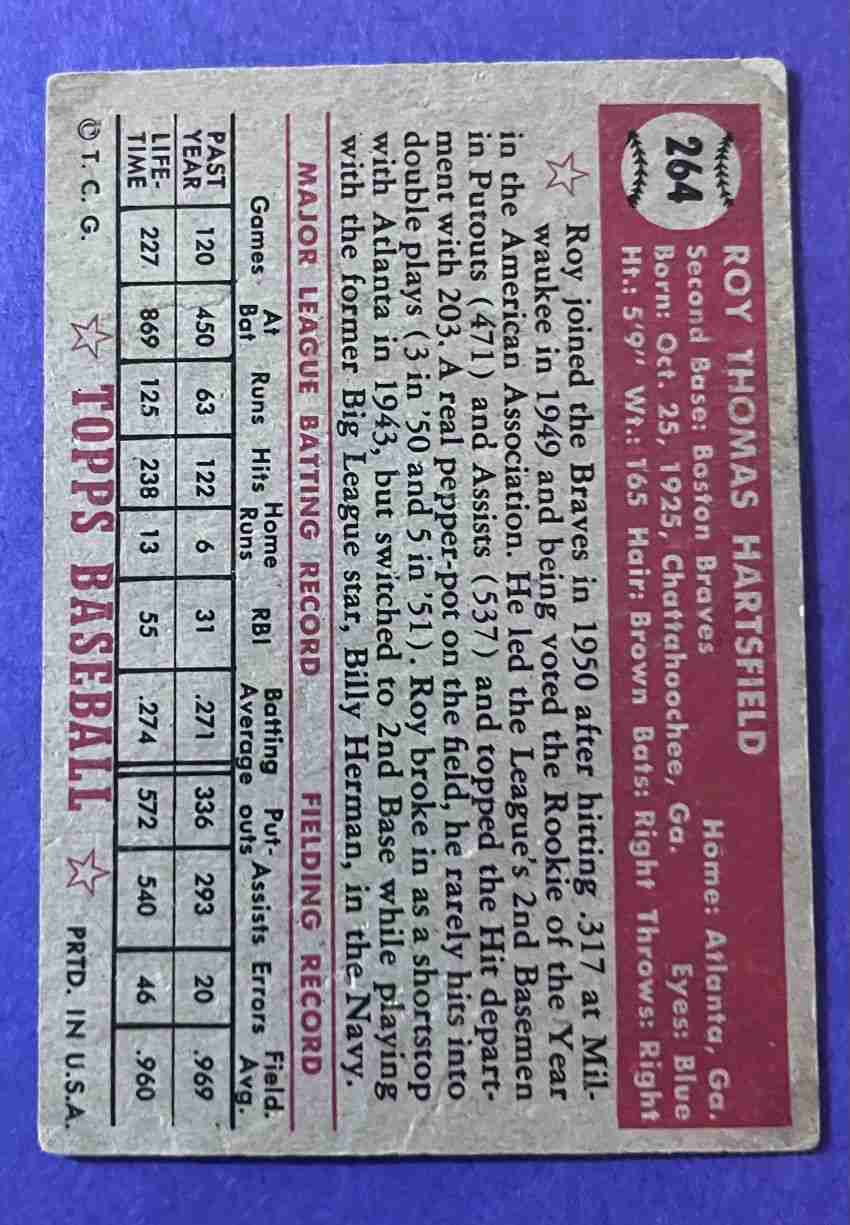 264
ROY THOMAS HARTSFIELD
Second Base: Boston Braves Home: Atlanta, Ga.
Born: Oct. 25, 1925, Chattahoochee, Ga. Eyes: Blue
Ht.: 5'9" Wt.: 165 Hair: Brown Bats: Right Throws: Right
Roy joined the Braves in 1950 after hitting .317 at Mil-
waukee in 1949 and being voted the Rookie of the Year
in the American Association. He led the League's 2nd Basemen
in Putouts (471) and Assists (537) and topped the Hit depart-
ment with 203. A real pepper-pot on the field, he rarely hits into
double plays (3 in '50 and 5 in '51). Roy broke in as a shortstop
with Atlanta in 1943, but switched to 2nd Base while playing
with the former Big League star, Billy Herman, in the Navy.
MAJOR LEAGUE BATTING RECORD FIELDING RECORD
Games At Bat Runs Hits Home Runs RBI Batting Average Put-outs Assists Errors Field. Avg.
PAST YEAR 120 450 63 122 6 31 .271 336 293 20 .969
LIFE-TIME 227 869 125 238 13 55 .274 572 540 46 .960
© T. C. G. TOPPS BASEBALL PRTD. IN U.S.A.